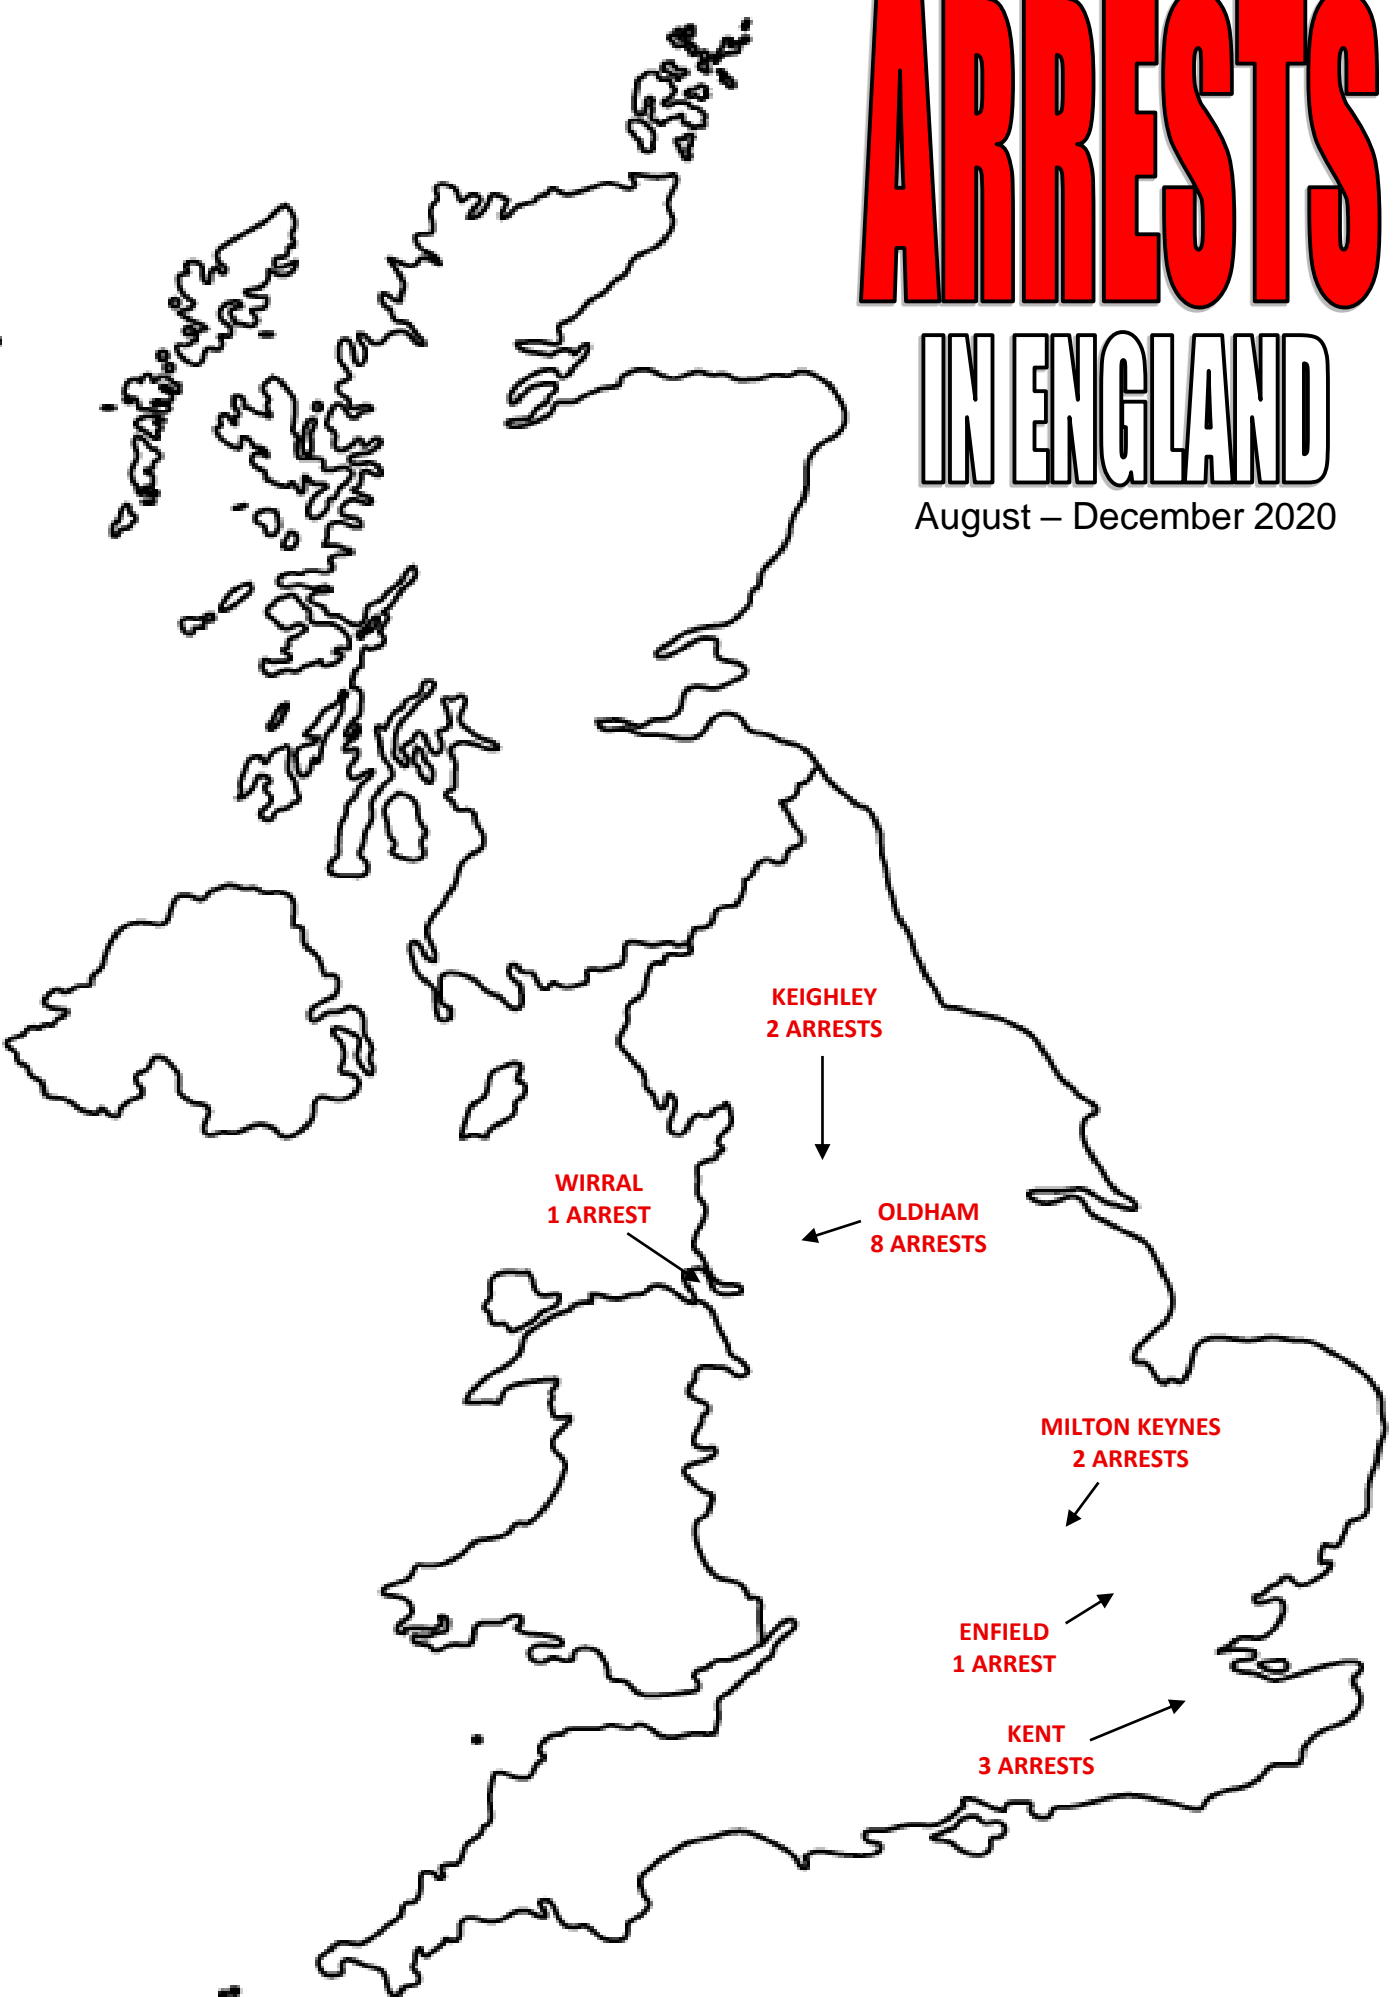 ARRESTS
IN ENGLAND
August – December 2020
KEIGHLEY
2 ARRESTS
WIRRAL
1 ARREST
OLDHAM
8 ARRESTS
MILTON KEYNES
2 ARRESTS
ENFIELD
1 ARREST
KENT
3 ARRESTS